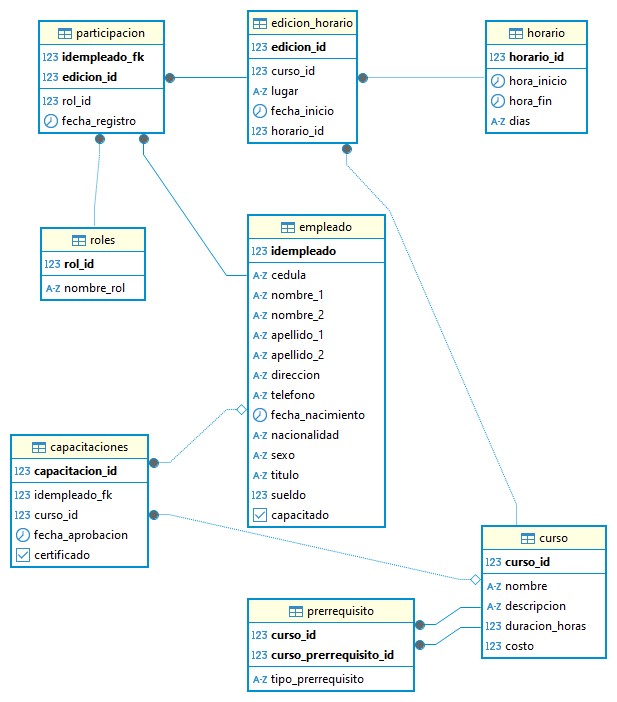 participacion
123 idempleado_fk
123 edicion_id
123 rol_id
fecha_registro
edicion_horario
123 edicion_id
123 curso_id
A-Z lugar
fecha_inicio
123 horario_id
horario
123 horario_id
hora_inicio
hora_fin
A-Z dias
roles
123 rol_id
A-Z nombre_rol
empleado
123 idempleado
A-Z cedula
A-Z nombre_1
A-Z nombre_2
A-Z apellido_1
A-Z apellido_2
A-Z direccion
A-Z telefono
fecha_nacimiento
A-Z nacionalidad
A-Z sexo
A-Z titulo
123 sueldo
capacitado
capacitaciones
123 capacitacion_id
123 idempleado_fk
123 curso_id
fecha_aprobacion
certificado
curso
123 curso_id
A-Z nombre
A-Z descripcion
123 duracion_horas
123 costo
prerrequisito
123 curso_id
123 curso_prerrequisito_id
A-Z tipo_prerrequisito